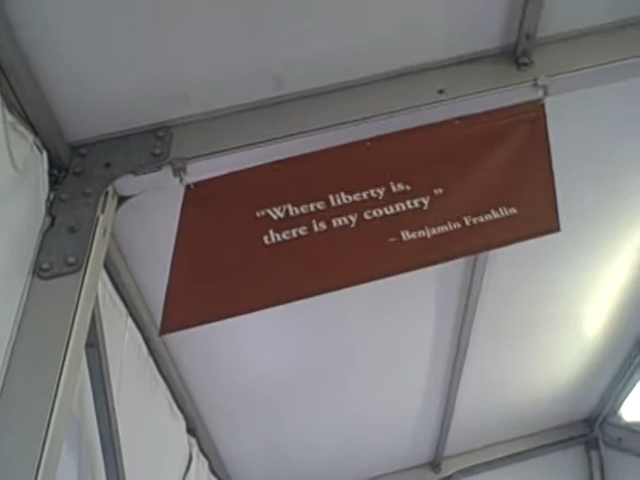 “Where liberty is,
there is my country”
~ Benjamin Franklin